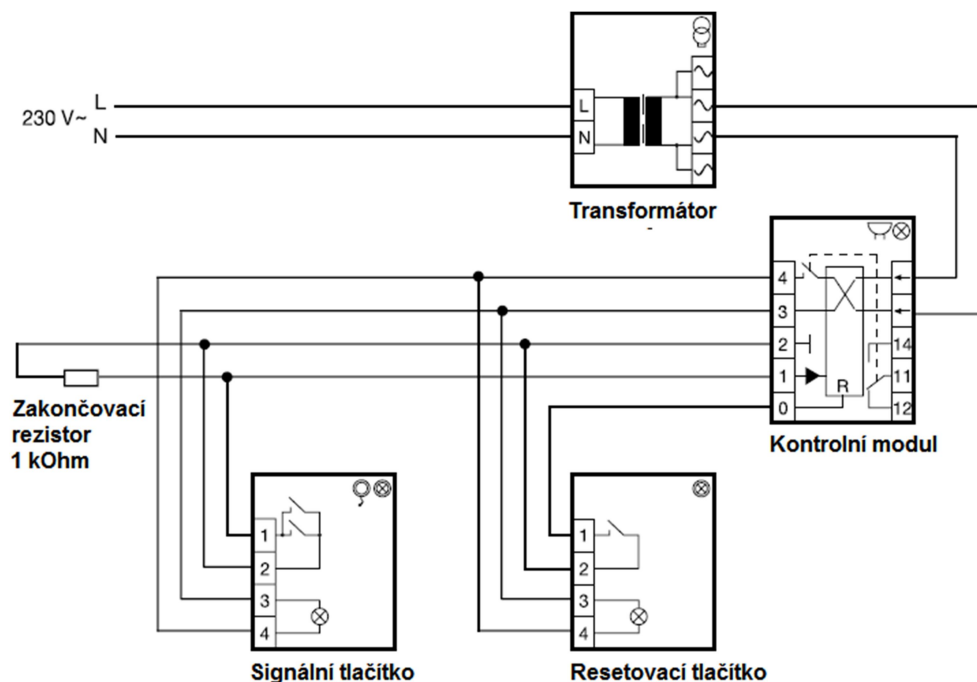 230 V~
L
N
L
N
Transformátor
4
3
2
1
0
R
14
11
12
Kontrolní modul
Zakončovací
rezistor
1 kOhm
1
2
3
4
Signální tlačítko
1
2
3
4
Resetovací tlačítko